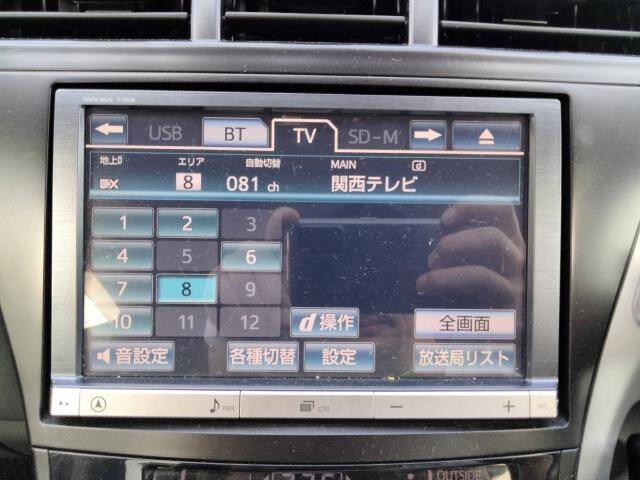 USB BT TV SD-M
地上D エリア 自動切替 MAIN d
8 081 ch 関西テレビ
1 2 3
4 5 6
7 8 9
10 11 12 d操作 全画面
音設定 各種切替 設定 放送局リスト
PWR CTRL − +
OUTSIDE